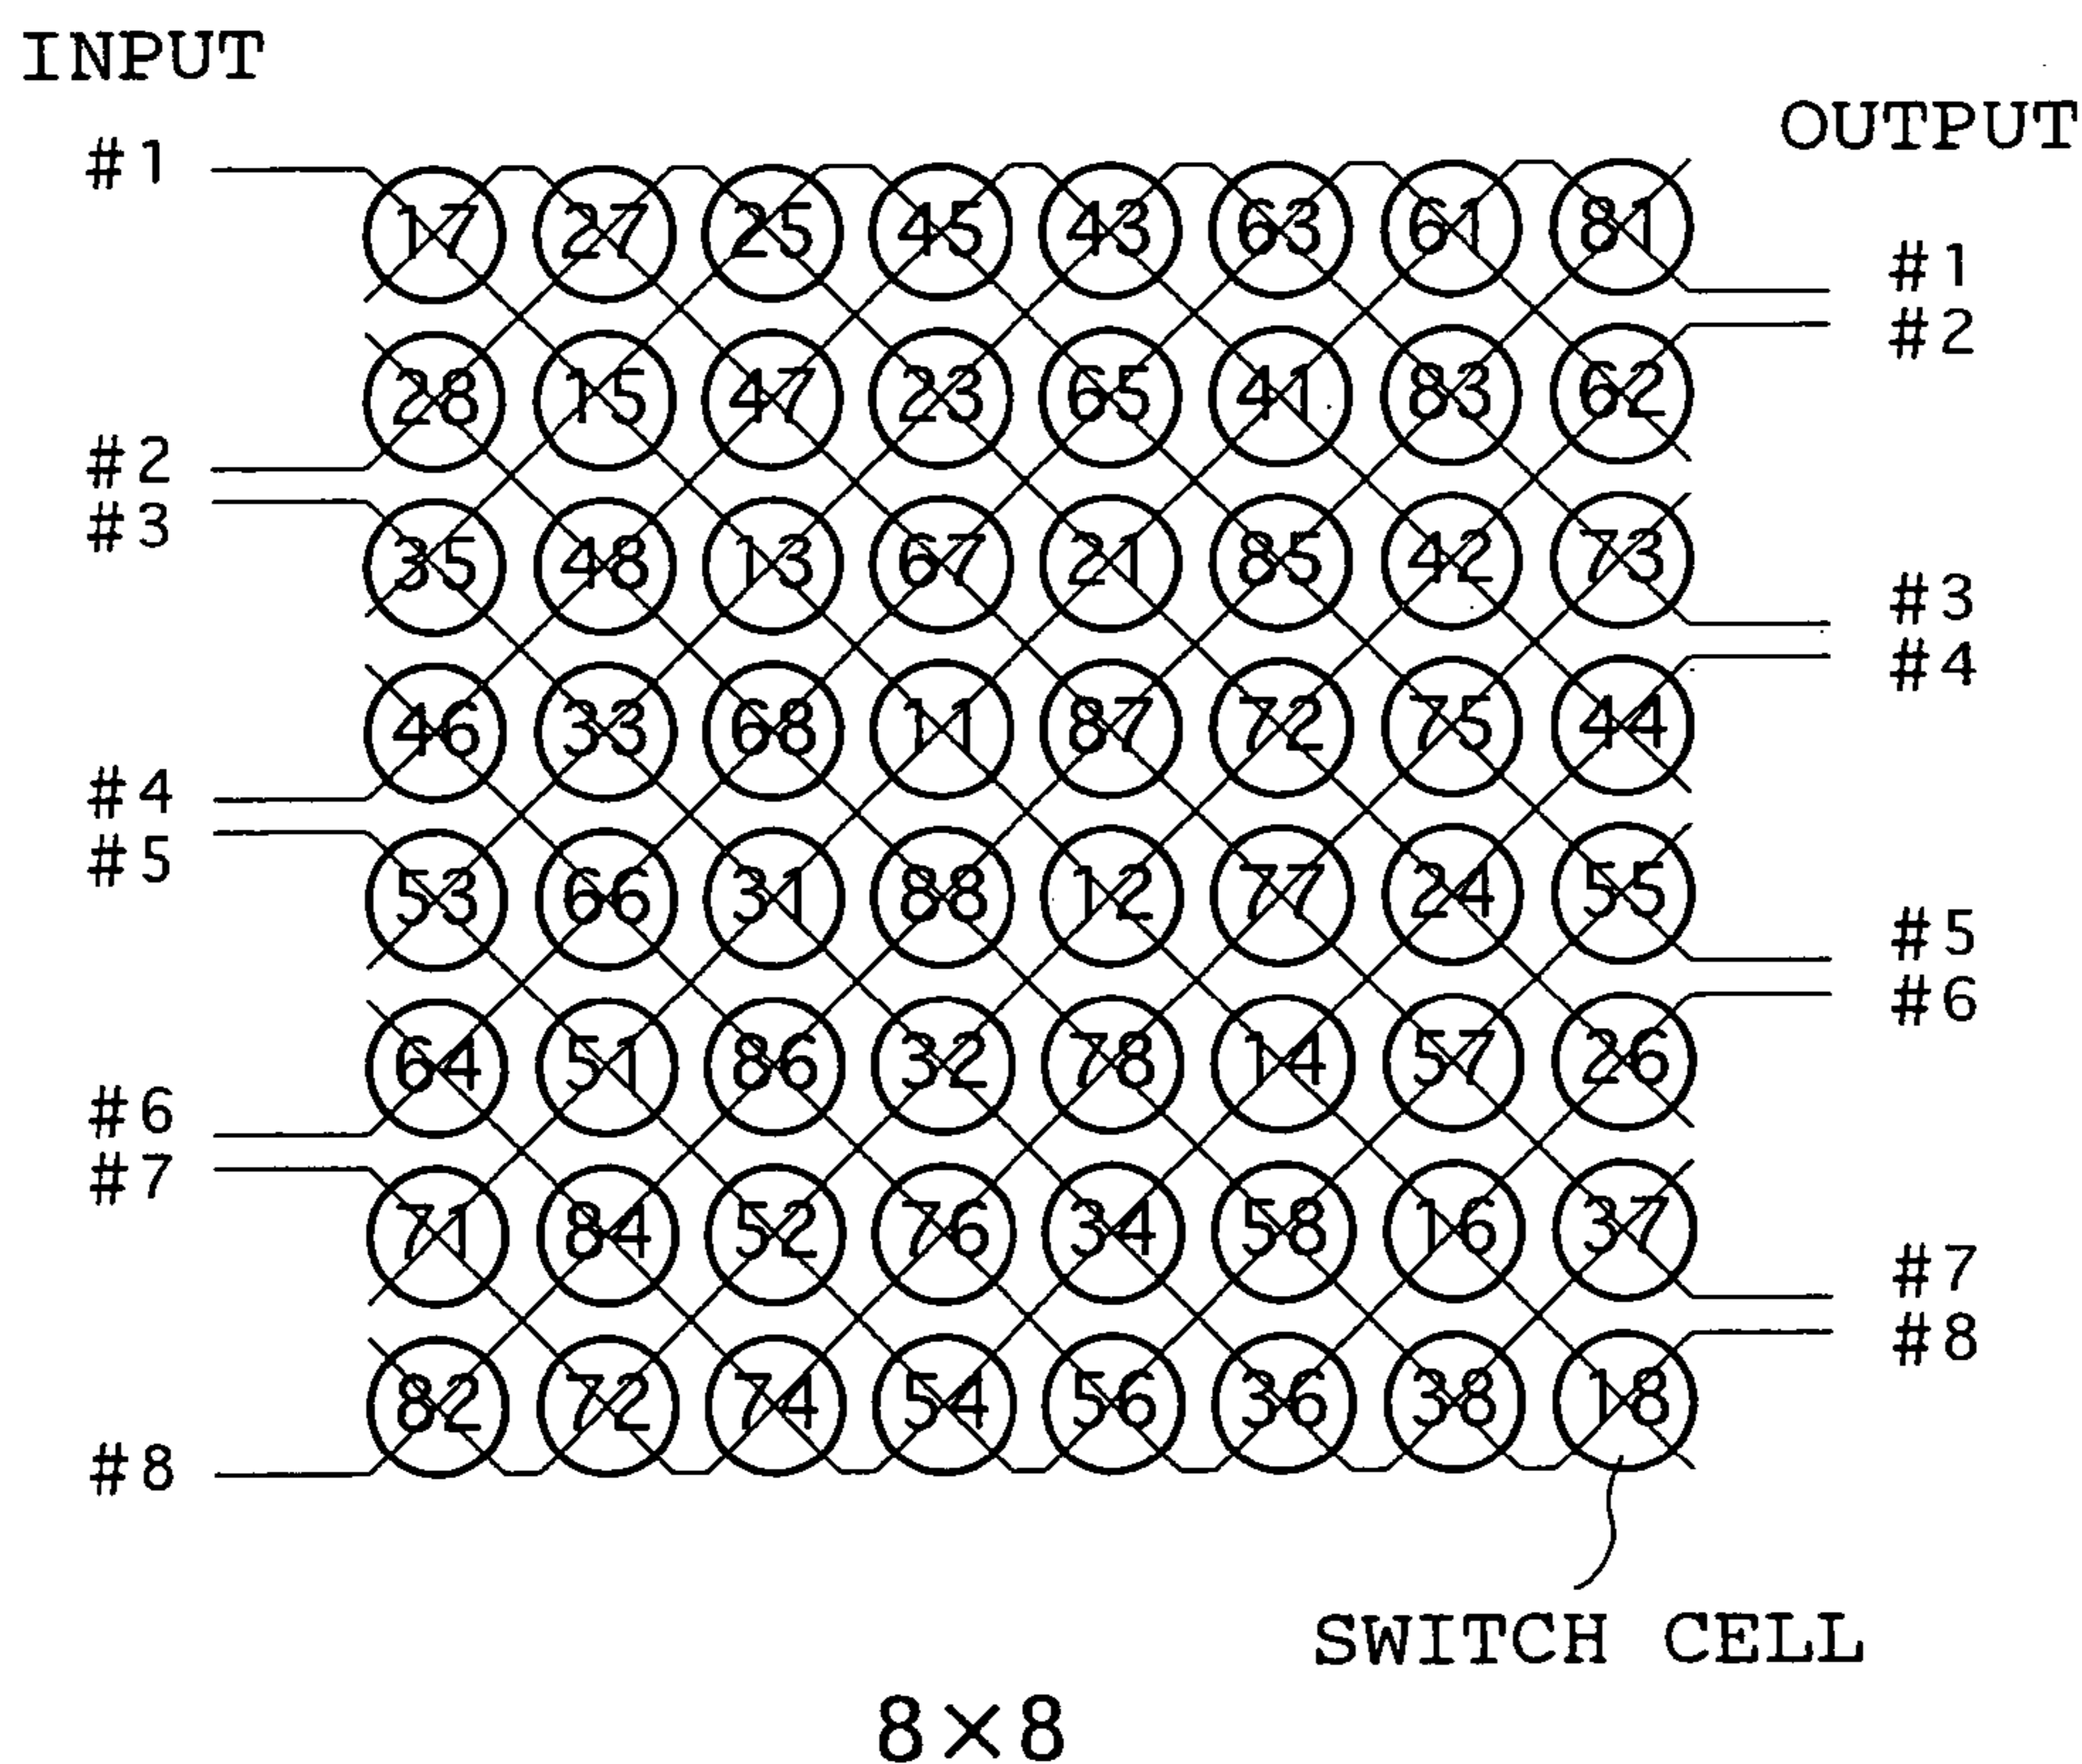 INPUT
OUTPUT
#1
17 27 25 45 43 63 61 81
#1
#2
28 15 47 23 65 41 83 62
#2
#3
35 48 13 67 21 85 42 73
#3
#4
46 33 68 11 87 72 75 44
#4
#5
53 66 31 88 12 77 24 55
#5
#6
64 51 86 32 78 14 57 26
#6
#7
71 84 52 76 34 58 16 37
#7
#8
82 72 74 54 56 36 38 18
#8
SWITCH CELL
8×8